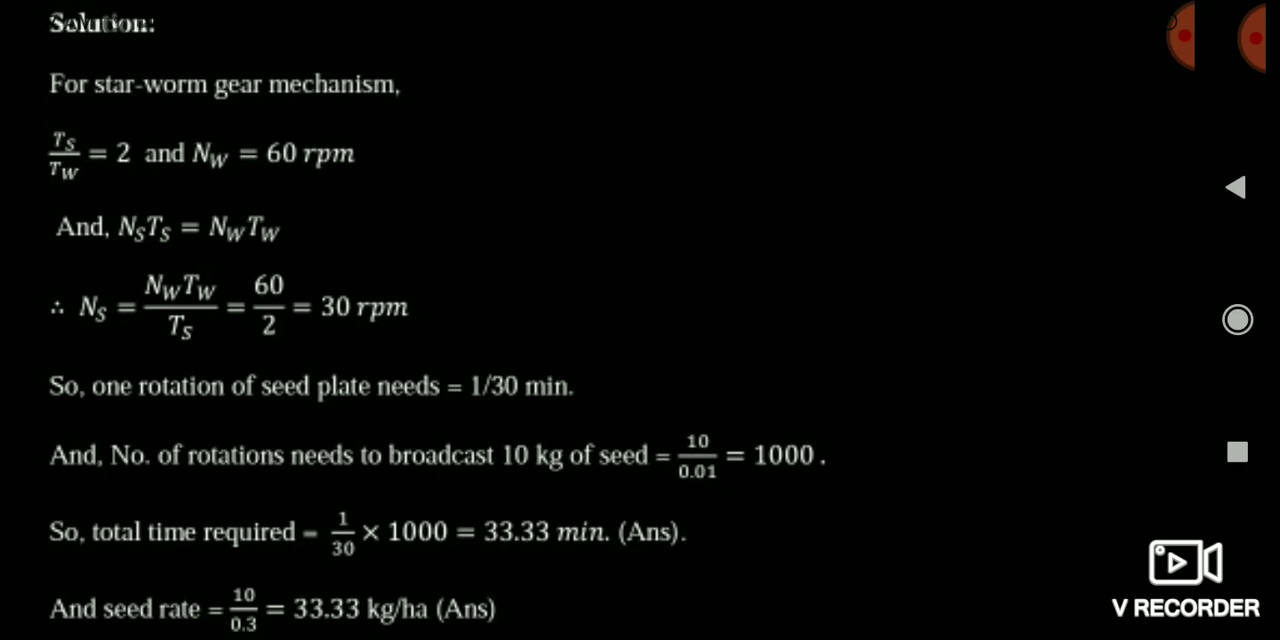 Solution:
For star-worm gear mechanism,
T_S/T_W = 2 and N_W = 60 rpm
And, N_S T_S = N_W T_W
∴ N_S = N_W T_W / T_S = 60/2 = 30 rpm
So, one rotation of seed plate needs = 1/30 min.
And, No. of rotations needs to broadcast 10 kg of seed = 10/0.01 = 1000 .
So, total time required = 1/30 × 1000 = 33.33 min. (Ans).
And seed rate = 10/0.3 = 33.33 kg/ha (Ans)
V RECORDER